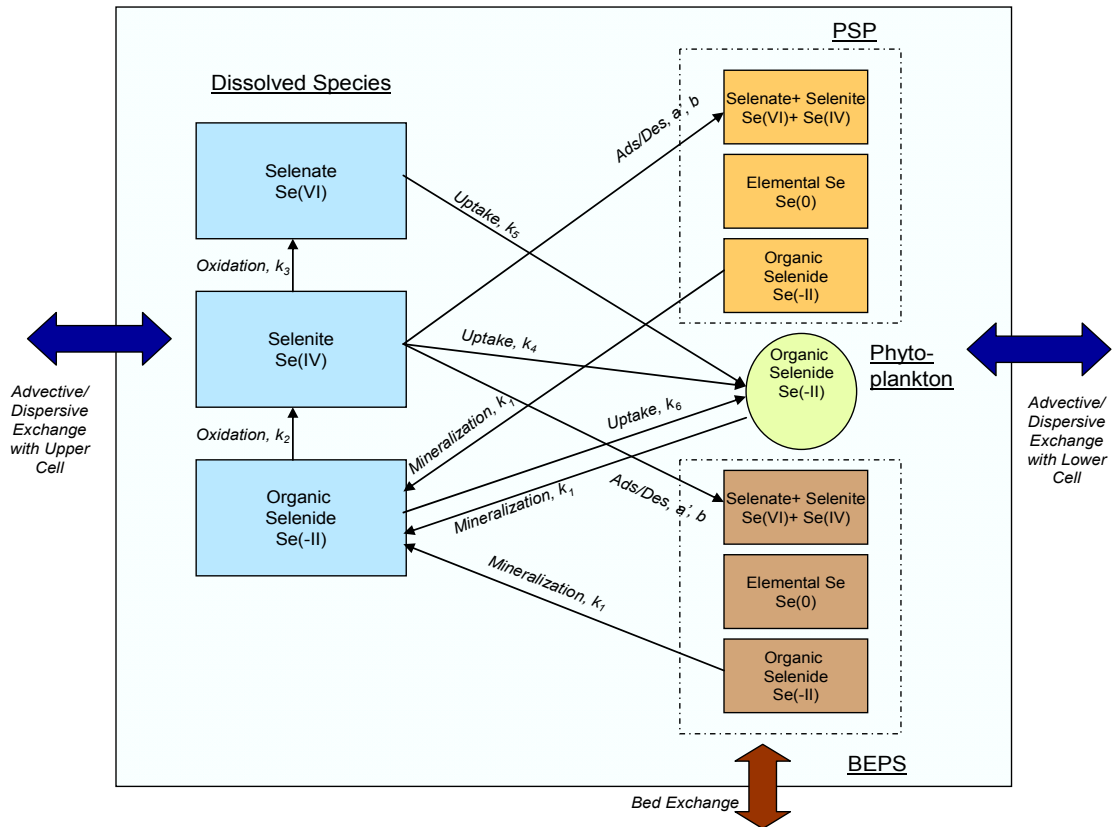 PSP
Dissolved Species
Selenate
Se(VI)
Selenite
Se(IV)
Organic
Selenide
Se(-II)
Oxidation, k3
Oxidation, k2
Advective/
Dispersive
Exchange
with Upper
Cell
Ads/Des, a', b
Uptake, k5
Uptake, k4
Mineralization, k1
Uptake, k6
Mineralization, k1
Ads/Des, a', b
Mineralization, k1
Selenate+ Selenite
Se(VI)+ Se(IV)
Elemental Se
Se(0)
Organic
Selenide
Se(-II)
Organic
Selenide
Se(-II)
Phyto-
plankton
Selenate+ Selenite
Se(VI)+ Se(IV)
Elemental Se
Se(0)
Organic
Selenide
Se(-II)
BEPS
Advective/
Dispersive
Exchange
with Lower
Cell
Bed Exchange